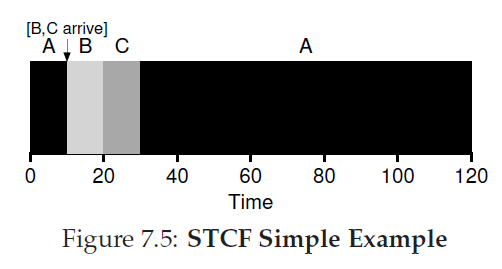 [B,C arrive]
A B C A
0 20 40 60 80 100 120
Time
Figure 7.5: STCF Simple Example